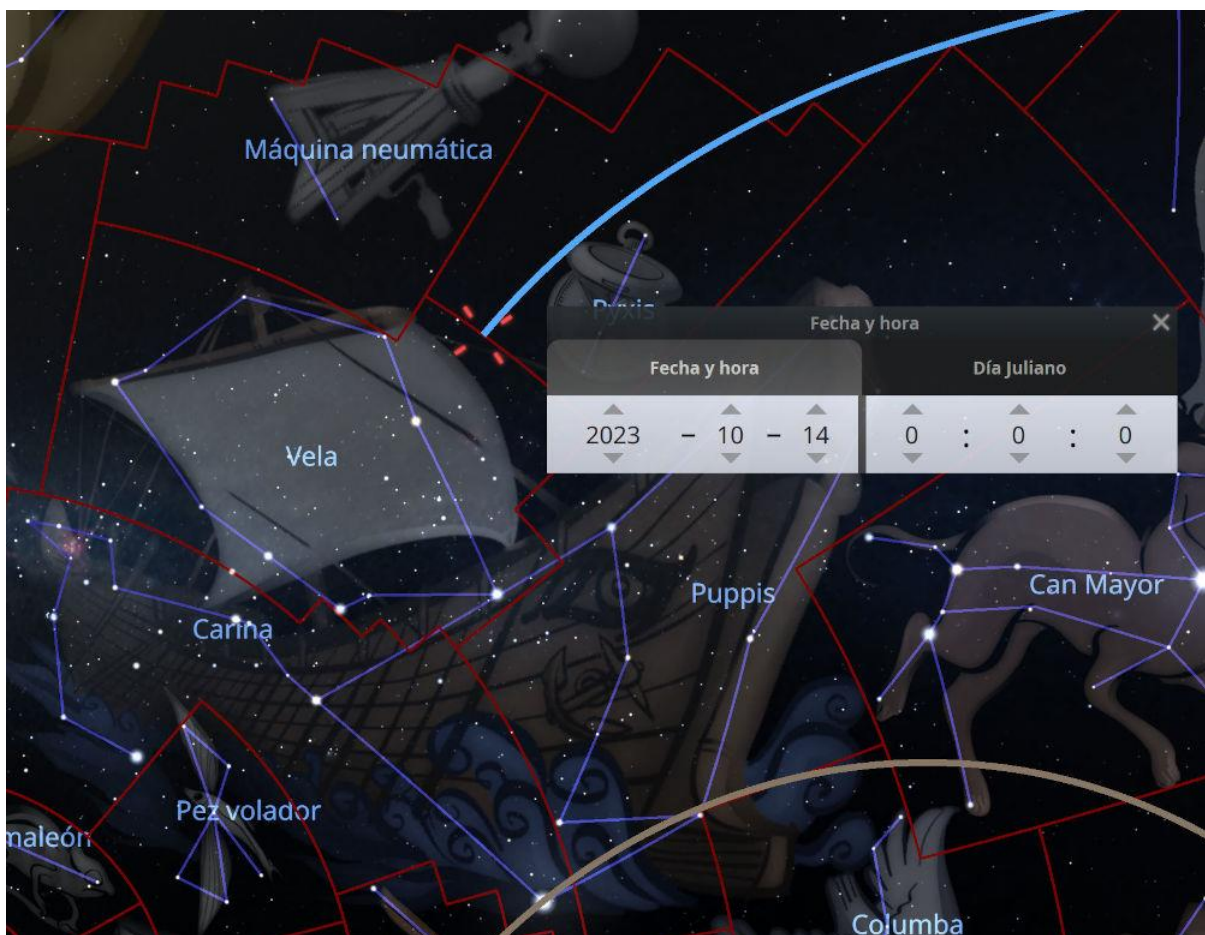 Máquina neumática
Pyxis
Fecha y hora
Fecha y hora
Día Juliano
2023 - 10 - 14 0 : 0 : 0
Vela
Puppis
Can Mayor
Carina
Pez volador
maleón
Columba